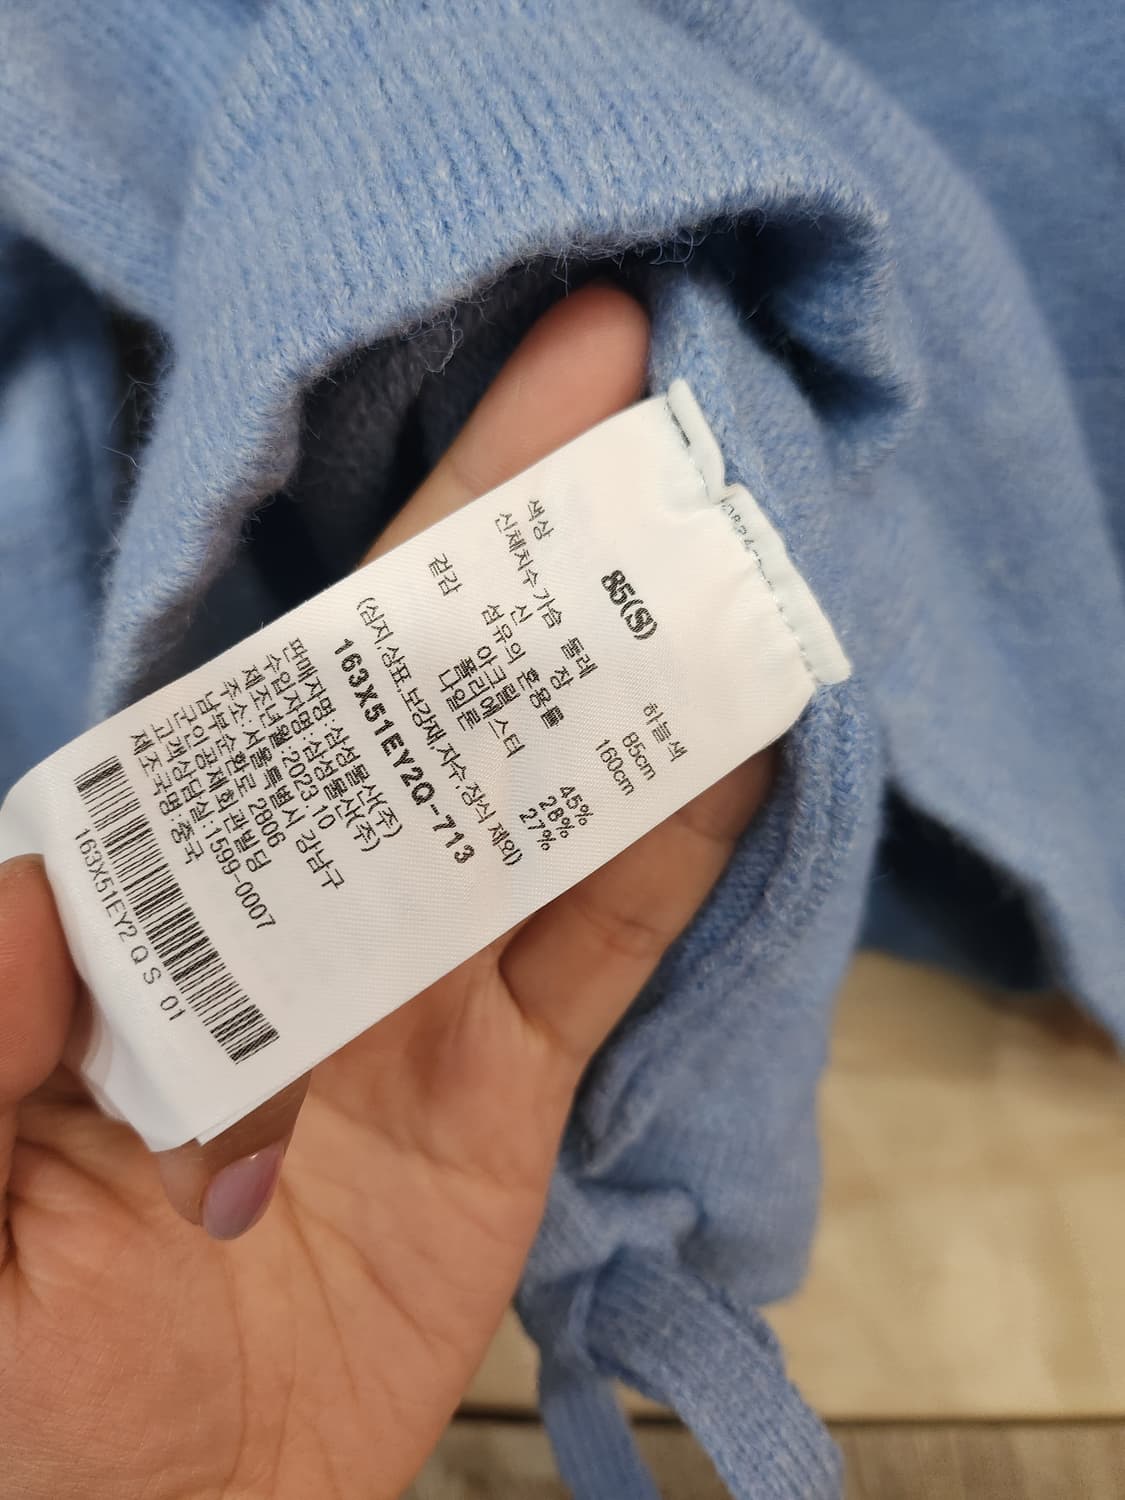 85(S)
색상 하늘색
신체치수 가슴 둘레 85cm
신 장 160cm
섬유의 혼용률
겉감 아크릴 45%
폴리에스터 28%
나일론 27%
(심지.상표.보강재.자수.장식 제외)
163X51EY2Q-713
판매자명:삼성물산(주)
수입자명:삼성물산(주)
제조년월:2023.10
주소:서울특별시 강남구
남부순환로 2806
군인공제회관빌딩
고객상담실:1599-0007
제조국명:중국
163X51EY2 Q S 01